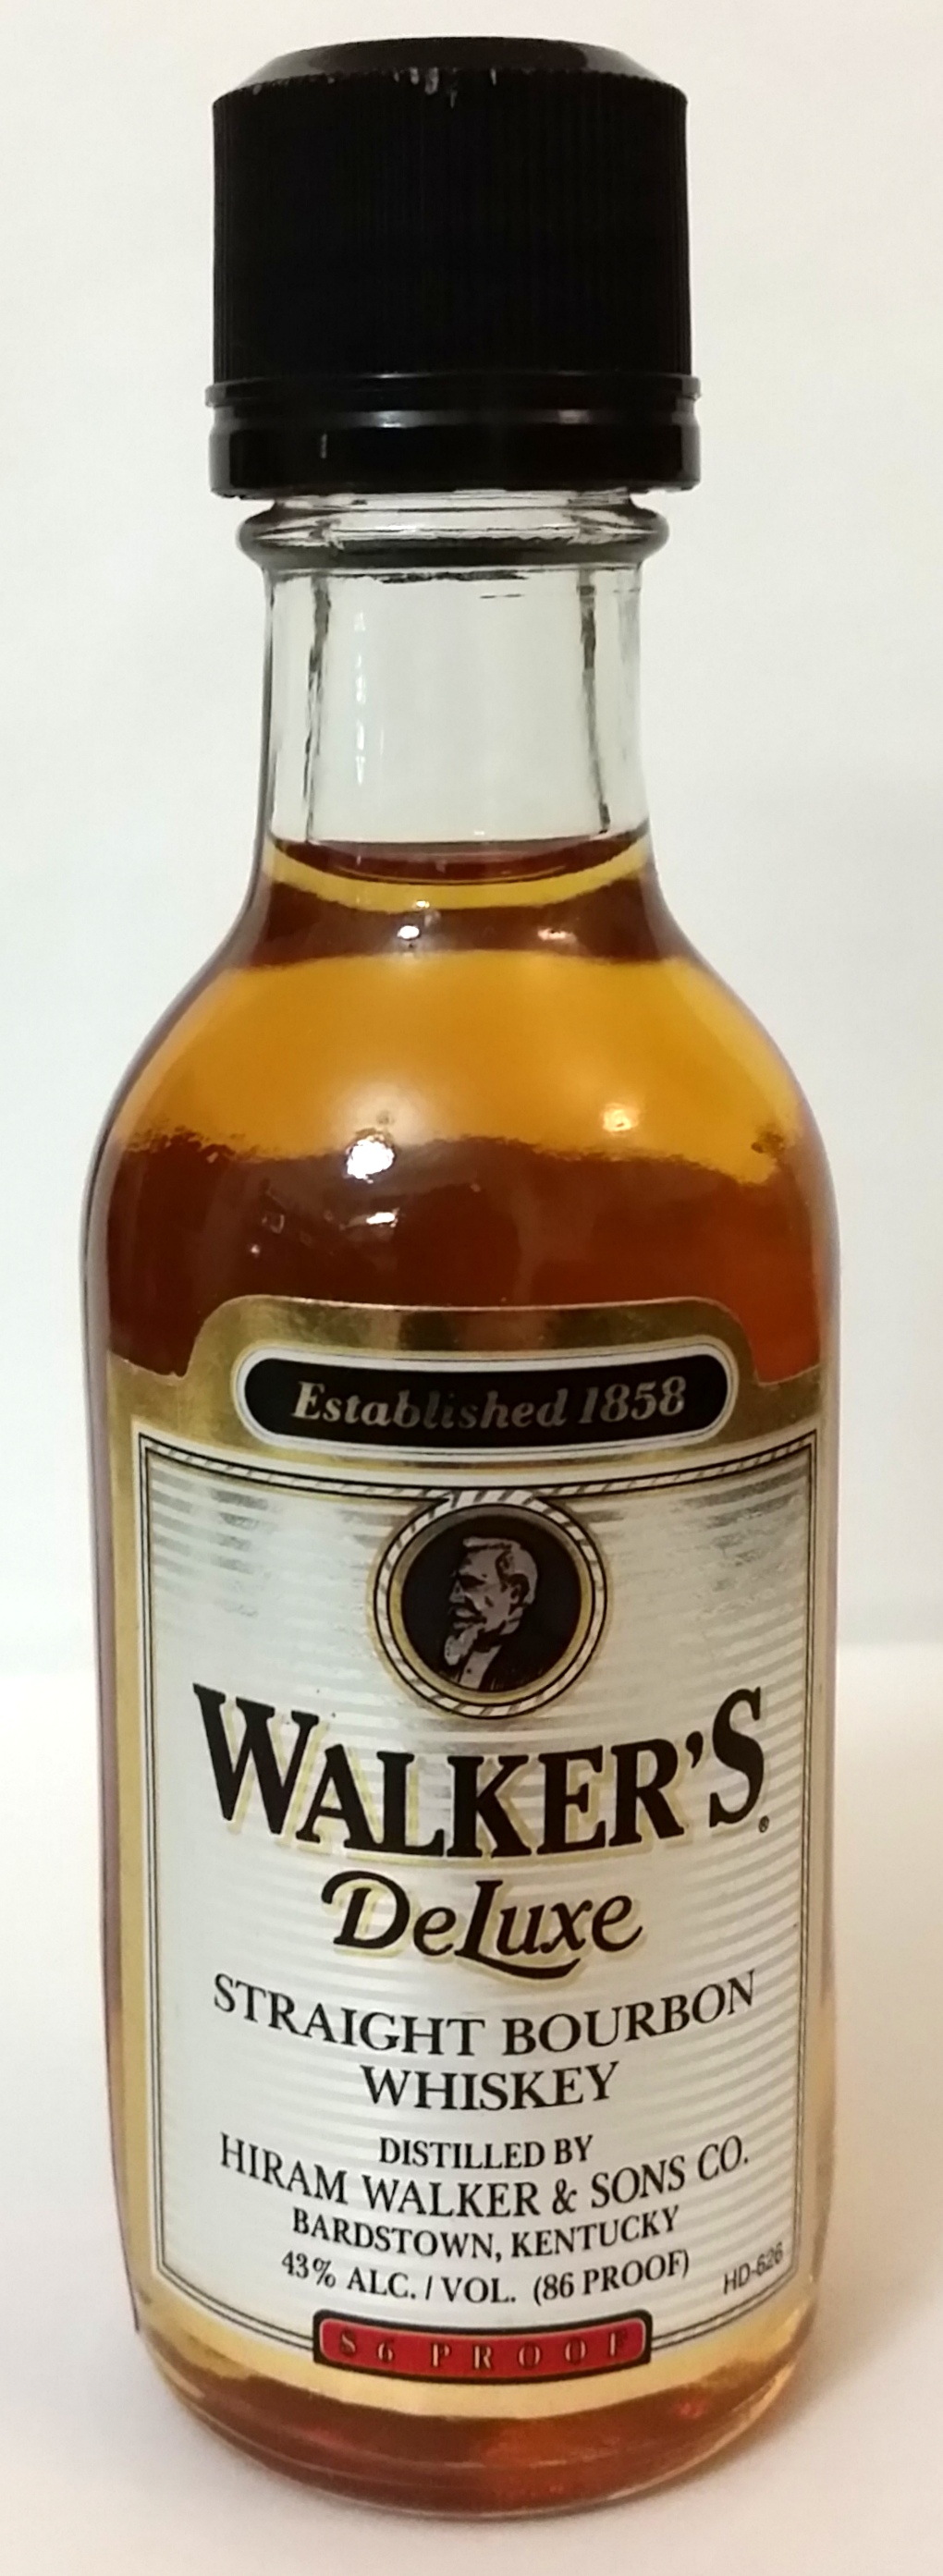 Established 1858
WALKER'S®
DeLuxe
STRAIGHT BOURBON
WHISKEY
DISTILLED BY
HIRAM WALKER & SONS CO.
BARDSTOWN, KENTUCKY
43% ALC. / VOL. (86 PROOF)
HD-626
86 PROOF